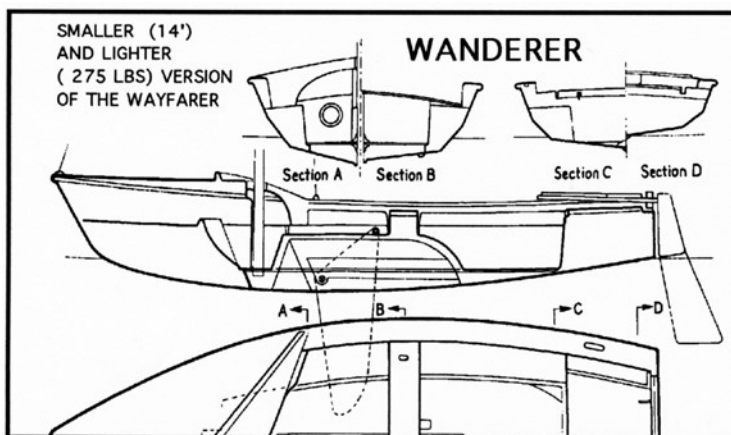 SMALLER (14')
AND LIGHTER
( 275 LBS) VERSION
OF THE WAYFARER
WANDERER
Section A Section B Section C Section D
A B C D